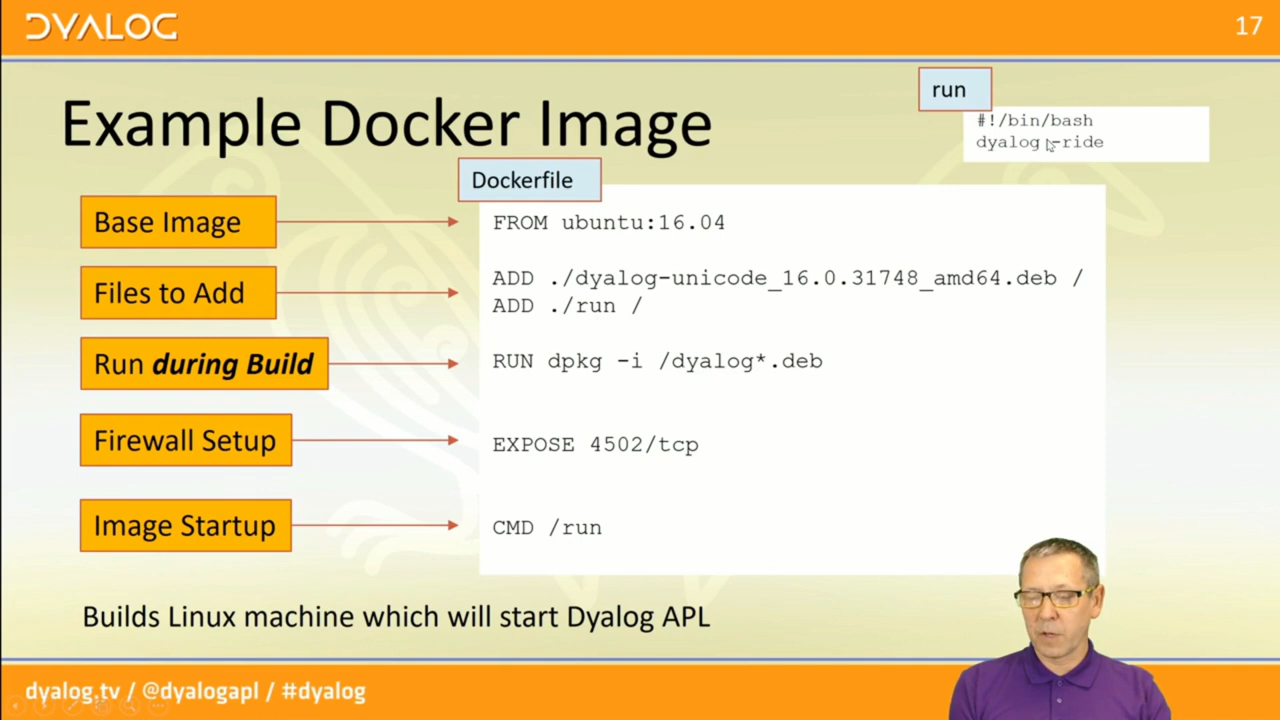 DYALOG
17
Example Docker Image
run
#!/bin/bash
dyalog -ride
Dockerfile
Base Image
FROM ubuntu:16.04
Files to Add
ADD ./dyalog-unicode_16.0.31748_amd64.deb /
ADD ./run /
Run during Build
RUN dpkg -i /dyalog*.deb
Firewall Setup
EXPOSE 4502/tcp
Image Startup
CMD /run
Builds Linux machine which will start Dyalog APL
dyalog.tv / @dyalogapl / #dyalog